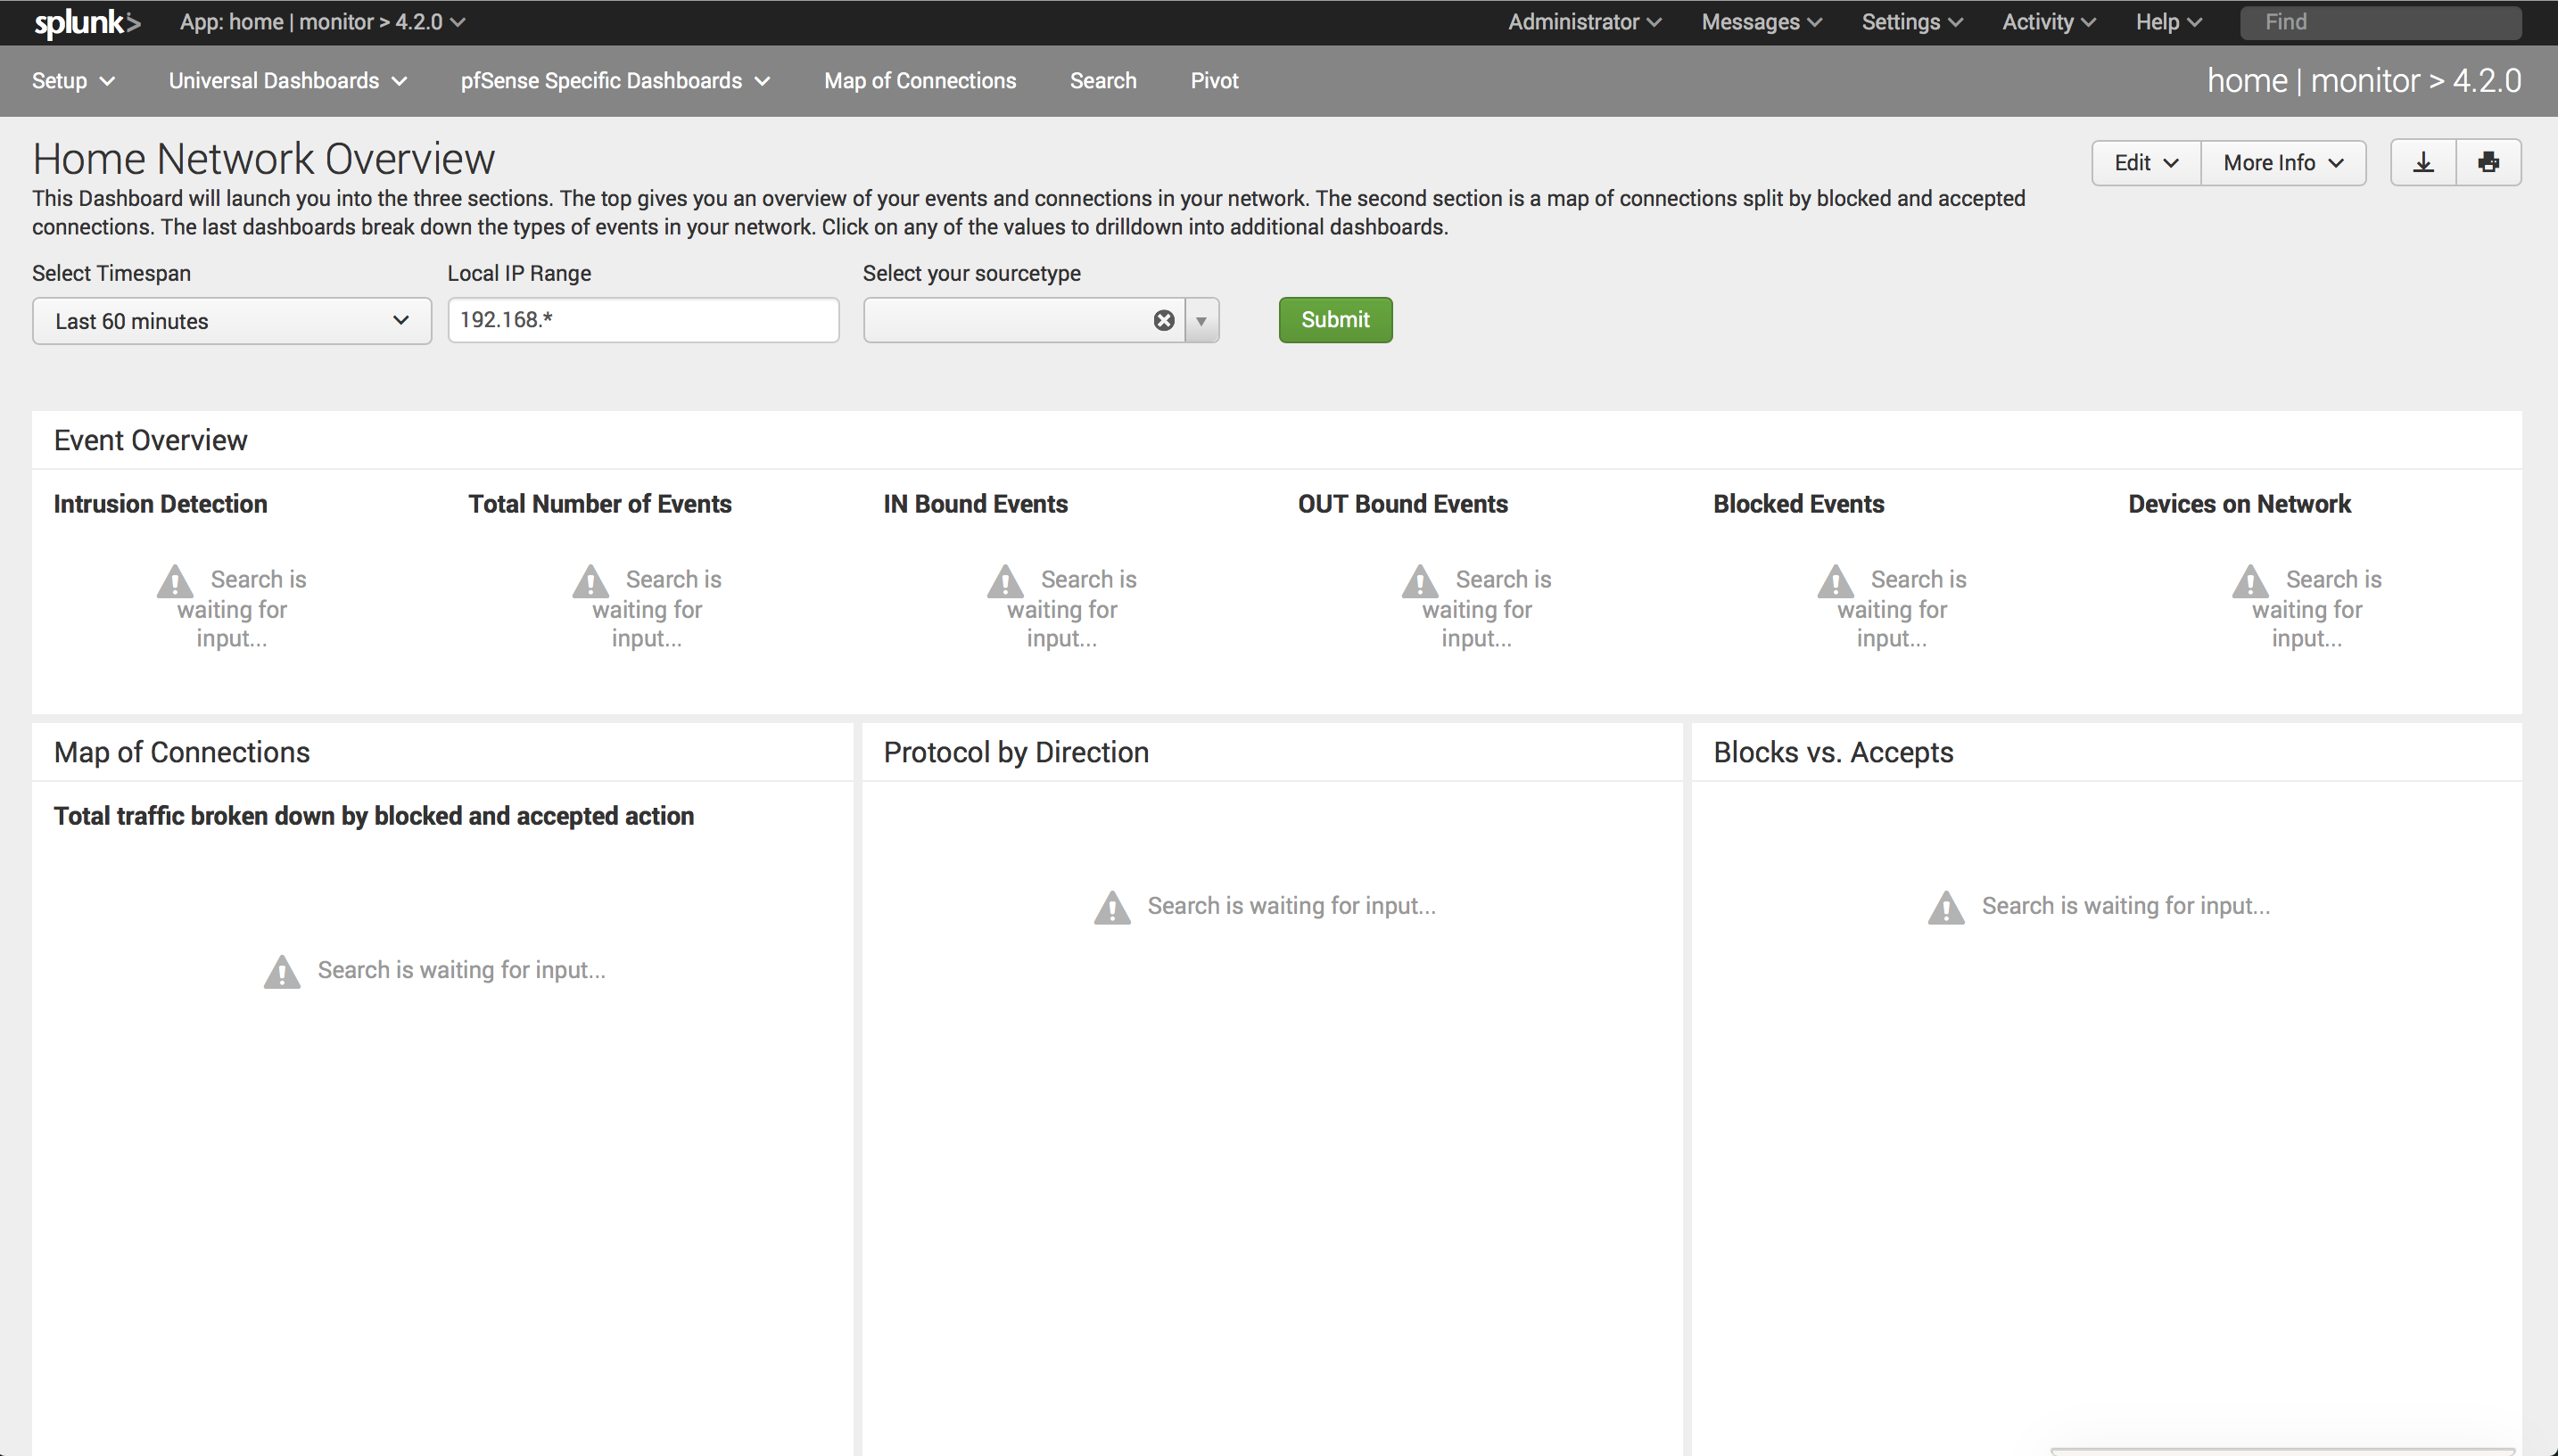 splunk> App: home | monitor > 4.2.0 Administrator Messages Settings Activity Help Find
Setup Universal Dashboards pfSense Specific Dashboards Map of Connections Search Pivot home | monitor > 4.2.0
Home Network Overview
Edit More Info
This Dashboard will launch you into the three sections. The top gives you an overview of your events and connections in your network. The second section is a map of connections split by blocked and accepted
connections. The last dashboards break down the types of events in your network. Click on any of the values to drilldown into additional dashboards.
Select Timespan Local IP Range Select your sourcetype
Last 60 minutes 192.168.* Submit
Event Overview
Intrusion Detection
Search is
waiting for
input...
Total Number of Events
Search is
waiting for
input...
IN Bound Events
Search is
waiting for
input...
OUT Bound Events
Search is
waiting for
input...
Blocked Events
Search is
waiting for
input...
Devices on Network
Search is
waiting for
input...
Map of Connections
Total traffic broken down by blocked and accepted action
Search is waiting for input...
Protocol by Direction
Search is waiting for input...
Blocks vs. Accepts
Search is waiting for input...